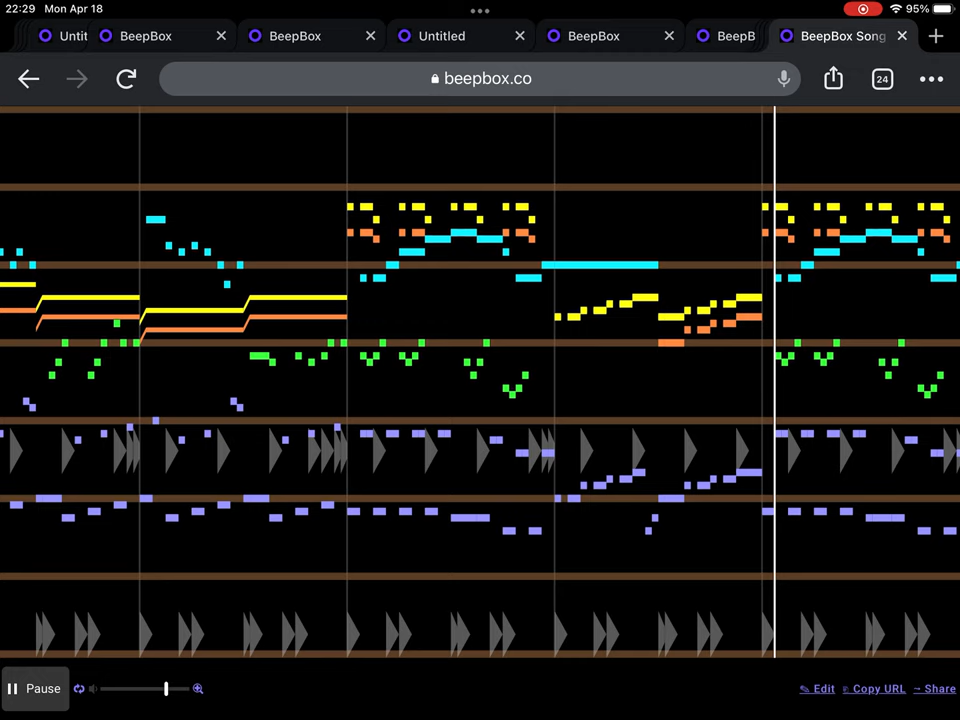 22:29 Mon Apr 18 95%
Untit BeepBox BeepBox Untitled BeepBox BeepB BeepBox Song
beepbox.co 24
Pause Edit Copy URL Share